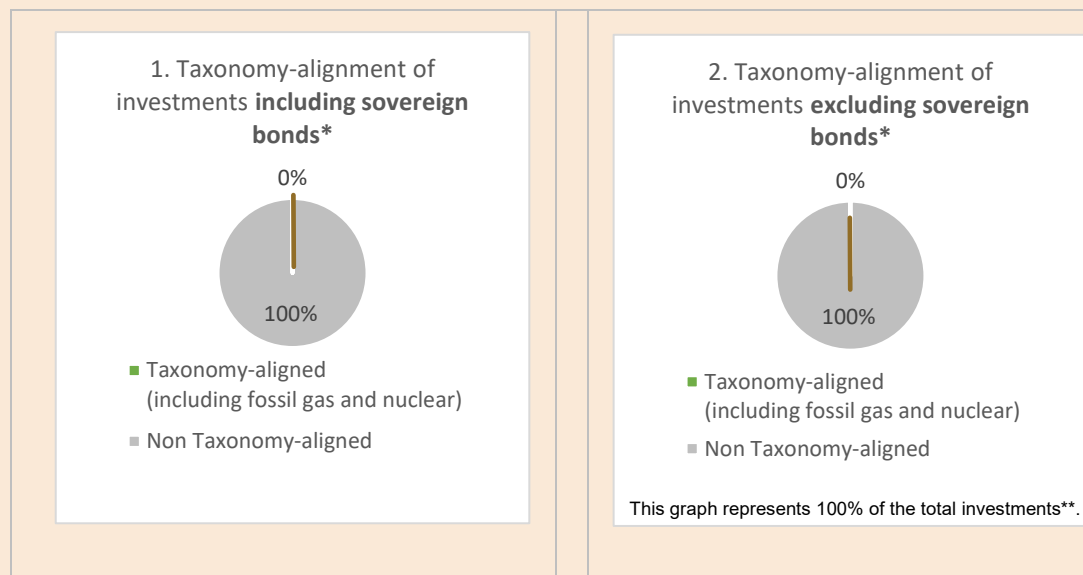 1. Taxonomy-alignment of
investments including sovereign
bonds*
0%
100%
Taxonomy-aligned
(including fossil gas and nuclear)
Non Taxonomy-aligned
2. Taxonomy-alignment of
investments excluding sovereign
bonds*
0%
100%
Taxonomy-aligned
(including fossil gas and nuclear)
Non Taxonomy-aligned
This graph represents 100% of the total investments**.